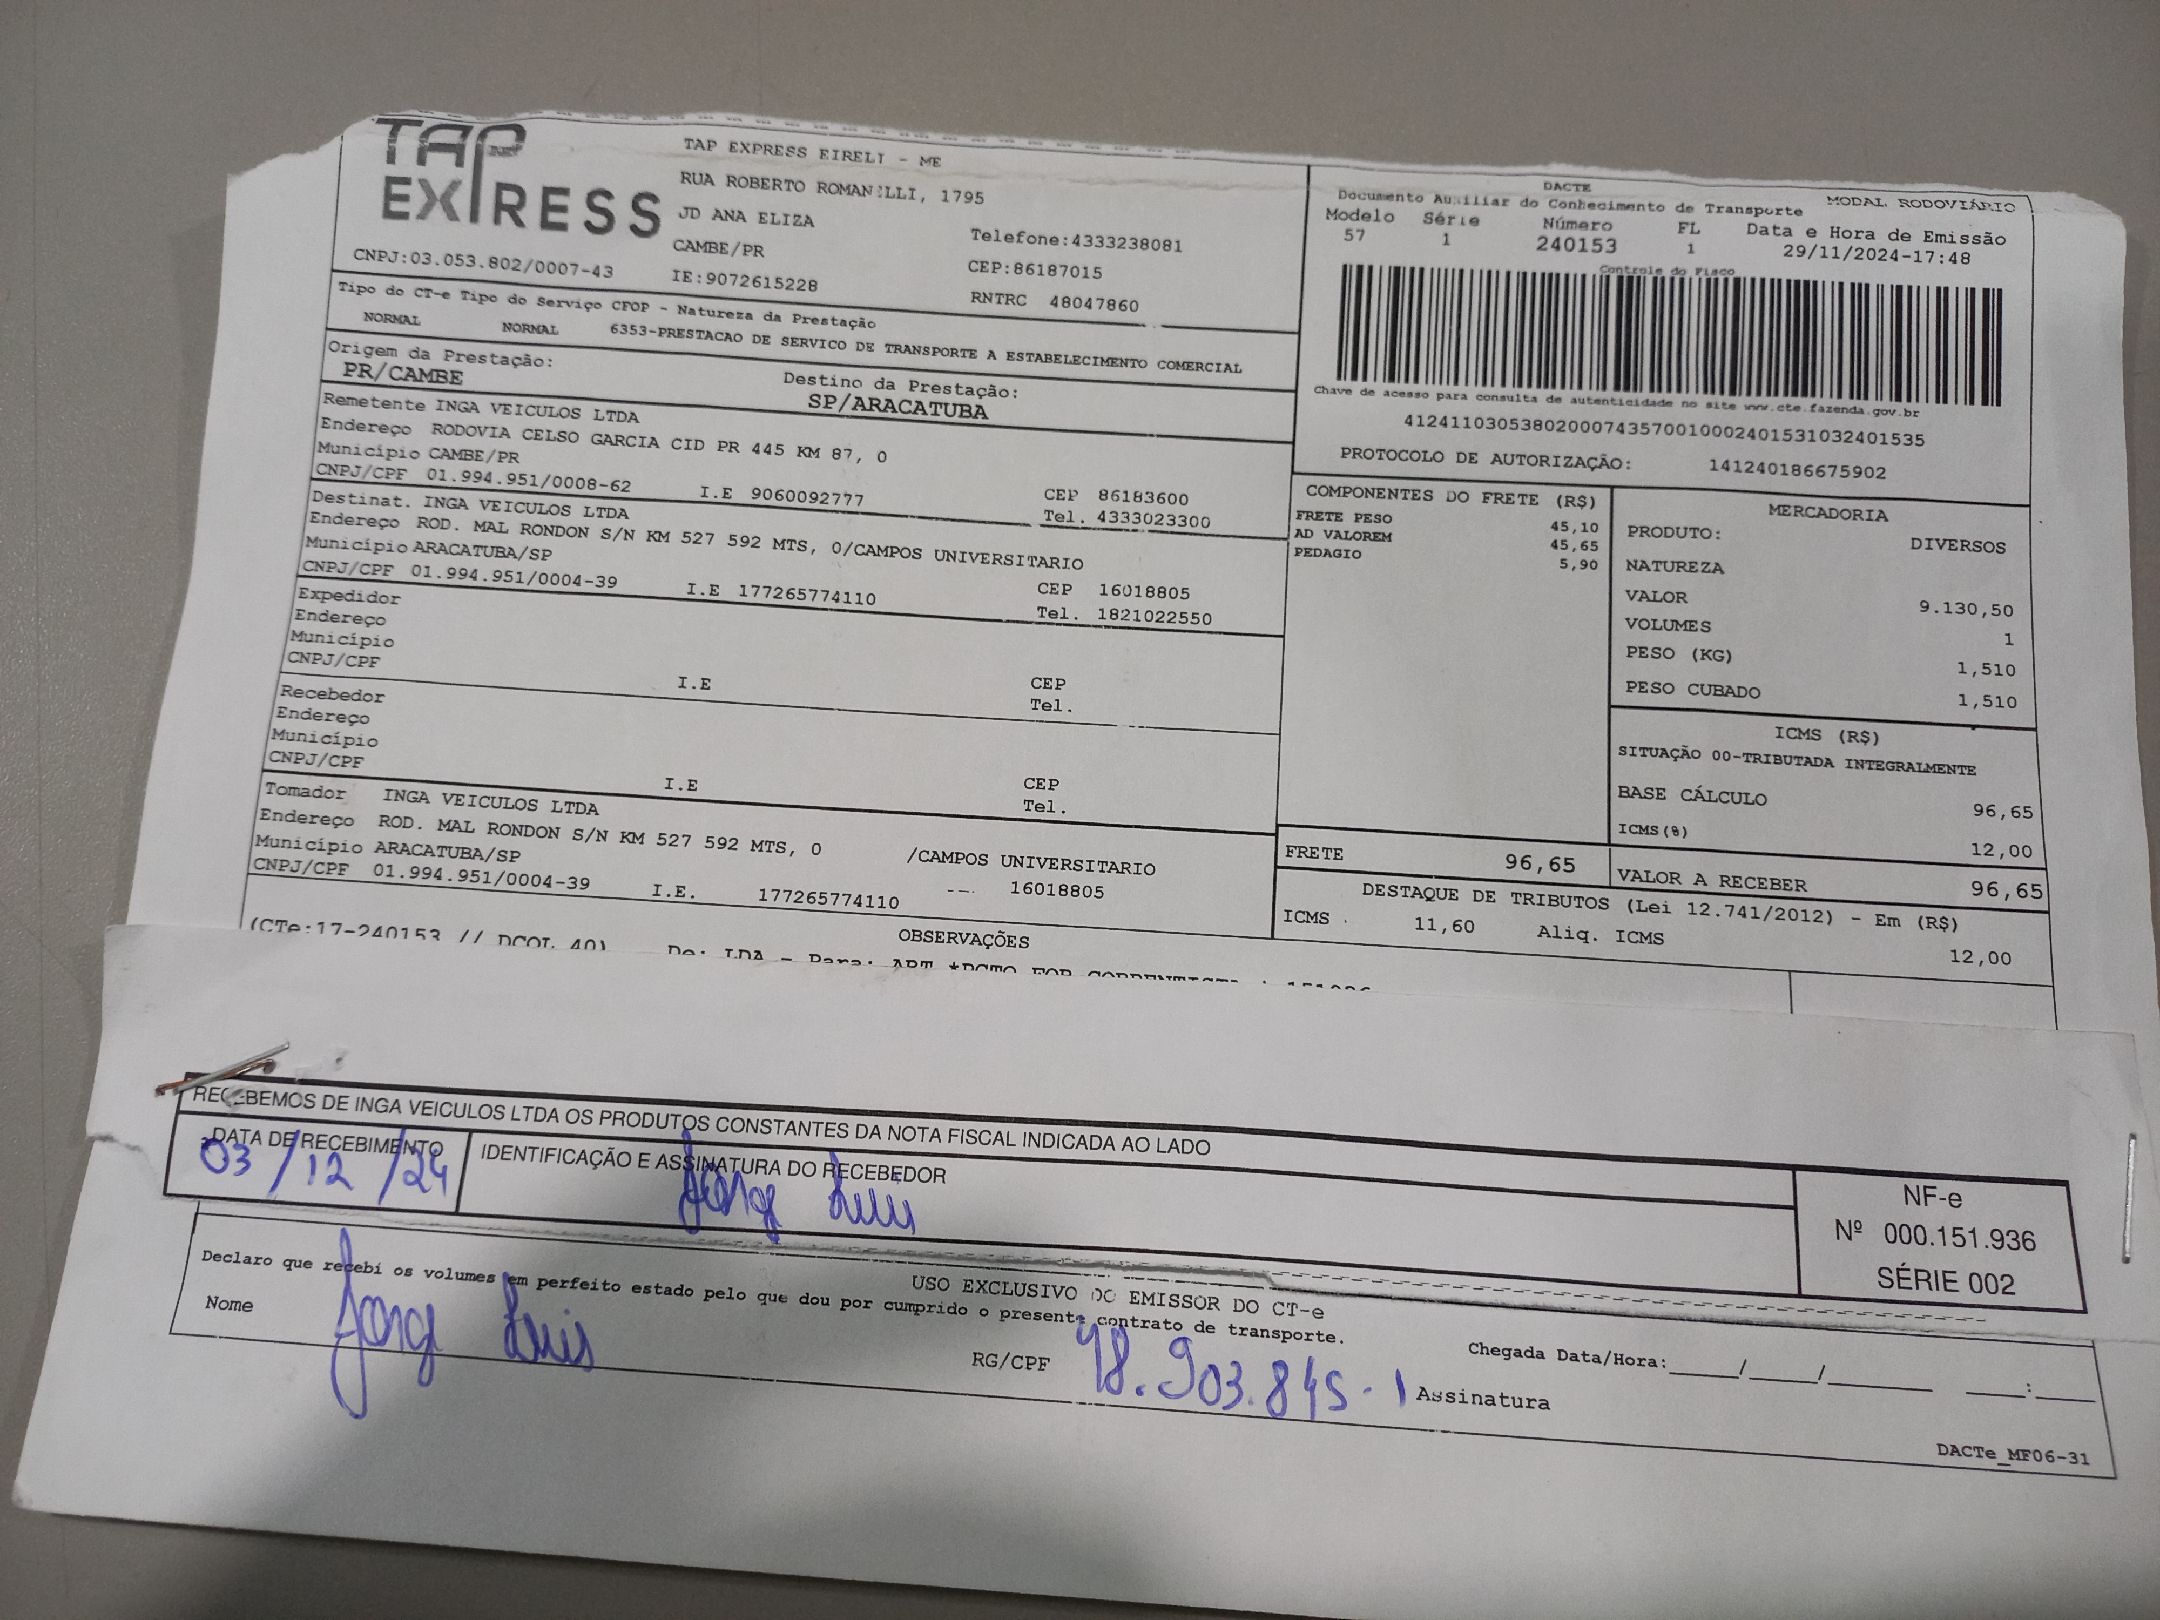 TAP EXPRESS
TAP EXPRESS EIRELI - ME
RUA ROBERTO ROMANILLI, 1795
JD ANA ELIZA
CAMBE/PR
Telefone:4333238081
CNPJ:03.053.802/0007-43
IE:9072615228
CEP:86187015
RNTRC 48047860
DACTE
MODAL RODOVIÁRIO
Documento Auxiliar do Conhecimento de Transporte
Modelo Série Número FL Data e Hora de Emissão
57 1 240153 1 29/11/2024-17:48
Controle do Fisco
Chave de acesso para consulta de autenticidade no site www.cte.fazenda.gov.br
41241103053802000743570010002401531032401535
PROTOCOLO DE AUTORIZAÇÃO: 141240186675902
Tipo do CT-e Tipo do Serviço CFOP - Natureza da Prestação
NORMAL NORMAL 6353-PRESTACAO DE SERVICO DE TRANSPORTE A ESTABELECIMENTO COMERCIAL
Origem da Prestação:
PR/CAMBE
Destino da Prestação:
SP/ARACATUBA
Remetente INGA VEICULOS LTDA
Endereço RODOVIA CELSO GARCIA CID PR 445 KM 87, 0
Município CAMBE/PR
CEP 86183600
CNPJ/CPF 01.994.951/0008-62 I.E 9060092777 Tel. 4333023300
Destinat. INGA VEICULOS LTDA
Endereço ROD. MAL RONDON S/N KM 527 592 MTS, 0/CAMPOS UNIVERSITARIO
Município ARACATUBA/SP
CEP 16018805
CNPJ/CPF 01.994.951/0004-39 I.E 177265774110 Tel. 1821022550
Expedidor
Endereço
Município
CEP
CNPJ/CPF I.E Tel.
Recebedor
Endereço
Município
CEP
CNPJ/CPF I.E Tel.
Tomador INGA VEICULOS LTDA
Endereço ROD. MAL RONDON S/N KM 527 592 MTS, 0 /CAMPOS UNIVERSITARIO
Município ARACATUBA/SP 16018805
CNPJ/CPF 01.994.951/0004-39 I.E. 177265774110
COMPONENTES DO FRETE (R$)
FRETE PESO 45,10
AD VALOREM 45,65
PEDAGIO 5,90
MERCADORIA
PRODUTO: DIVERSOS
NATUREZA
VALOR 9.130,50
VOLUMES 1
PESO (KG) 1,510
PESO CUBADO 1,510
ICMS (R$)
SITUAÇÃO 00-TRIBUTADA INTEGRALMENTE
BASE CÁLCULO 96,65
ICMS(%) 12,00
FRETE 96,65
VALOR A RECEBER 96,65
DESTAQUE DE TRIBUTOS (Lei 12.741/2012) - Em (R$)
ICMS 11,60 Aliq. ICMS 12,00
OBSERVAÇÕES
(CTe:17-240153 //
RECEBEMOS DE INGA VEICULOS LTDA OS PRODUTOS CONSTANTES DA NOTA FISCAL INDICADA AO LADO
DATA DE RECEBIMENTO
03/12/24
IDENTIFICAÇÃO E ASSINATURA DO RECEBEDOR
Jorge Luis
NF-e
Nº 000.151.936
SÉRIE 002
USO EXCLUSIVO DO EMISSOR DO CT-e
Declaro que recebi os volumes em perfeito estado pelo que dou por cumprido o presente contrato de transporte.
Nome Jorge Luis
RG/CPF 48.903.845-1
Assinatura
Chegada Data/Hora:____/____/______ ___:___
DACTe_MF06-31